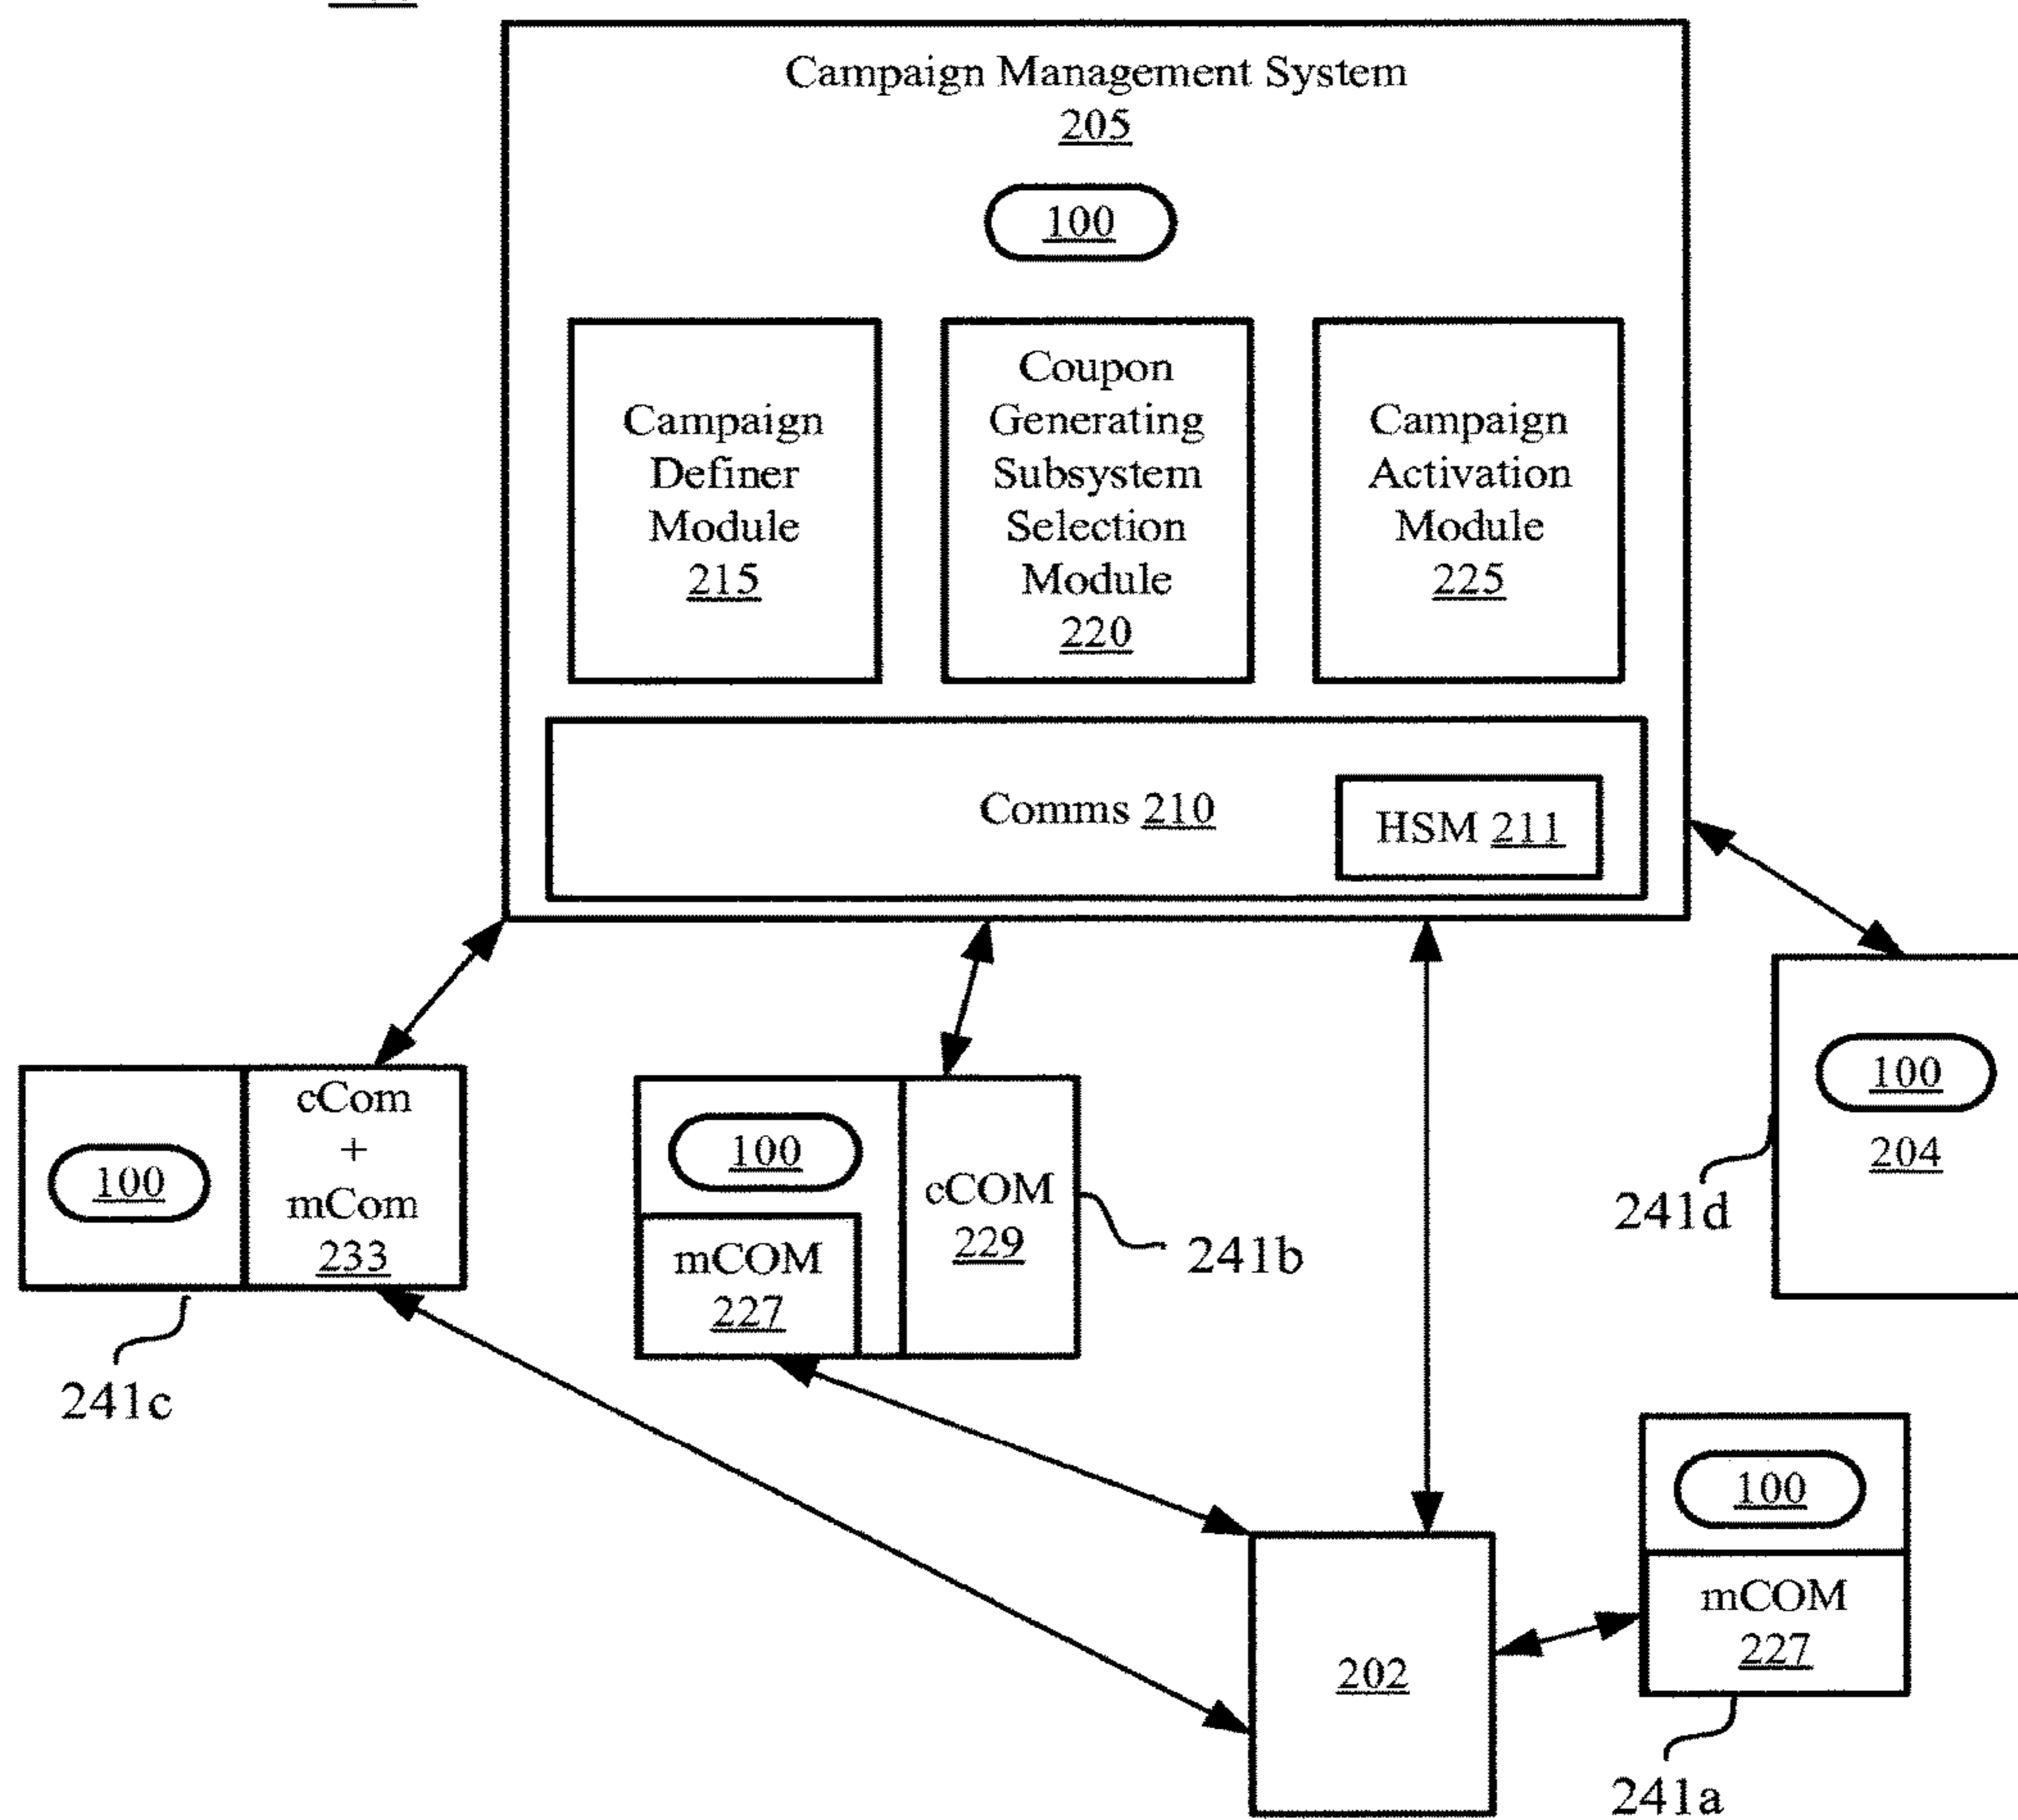 Campaign Management System
205
100
Campaign
Definer
Module
215
Coupon
Generating
Subsystem
Selection
Module
220
Campaign
Activation
Module
225
Comms 210
HSM 211
100
cCom
+
mCom
233
241c
100
mCOM
227
cCOM
229
241b
100
204
241d
202
100
mCOM
227
241a